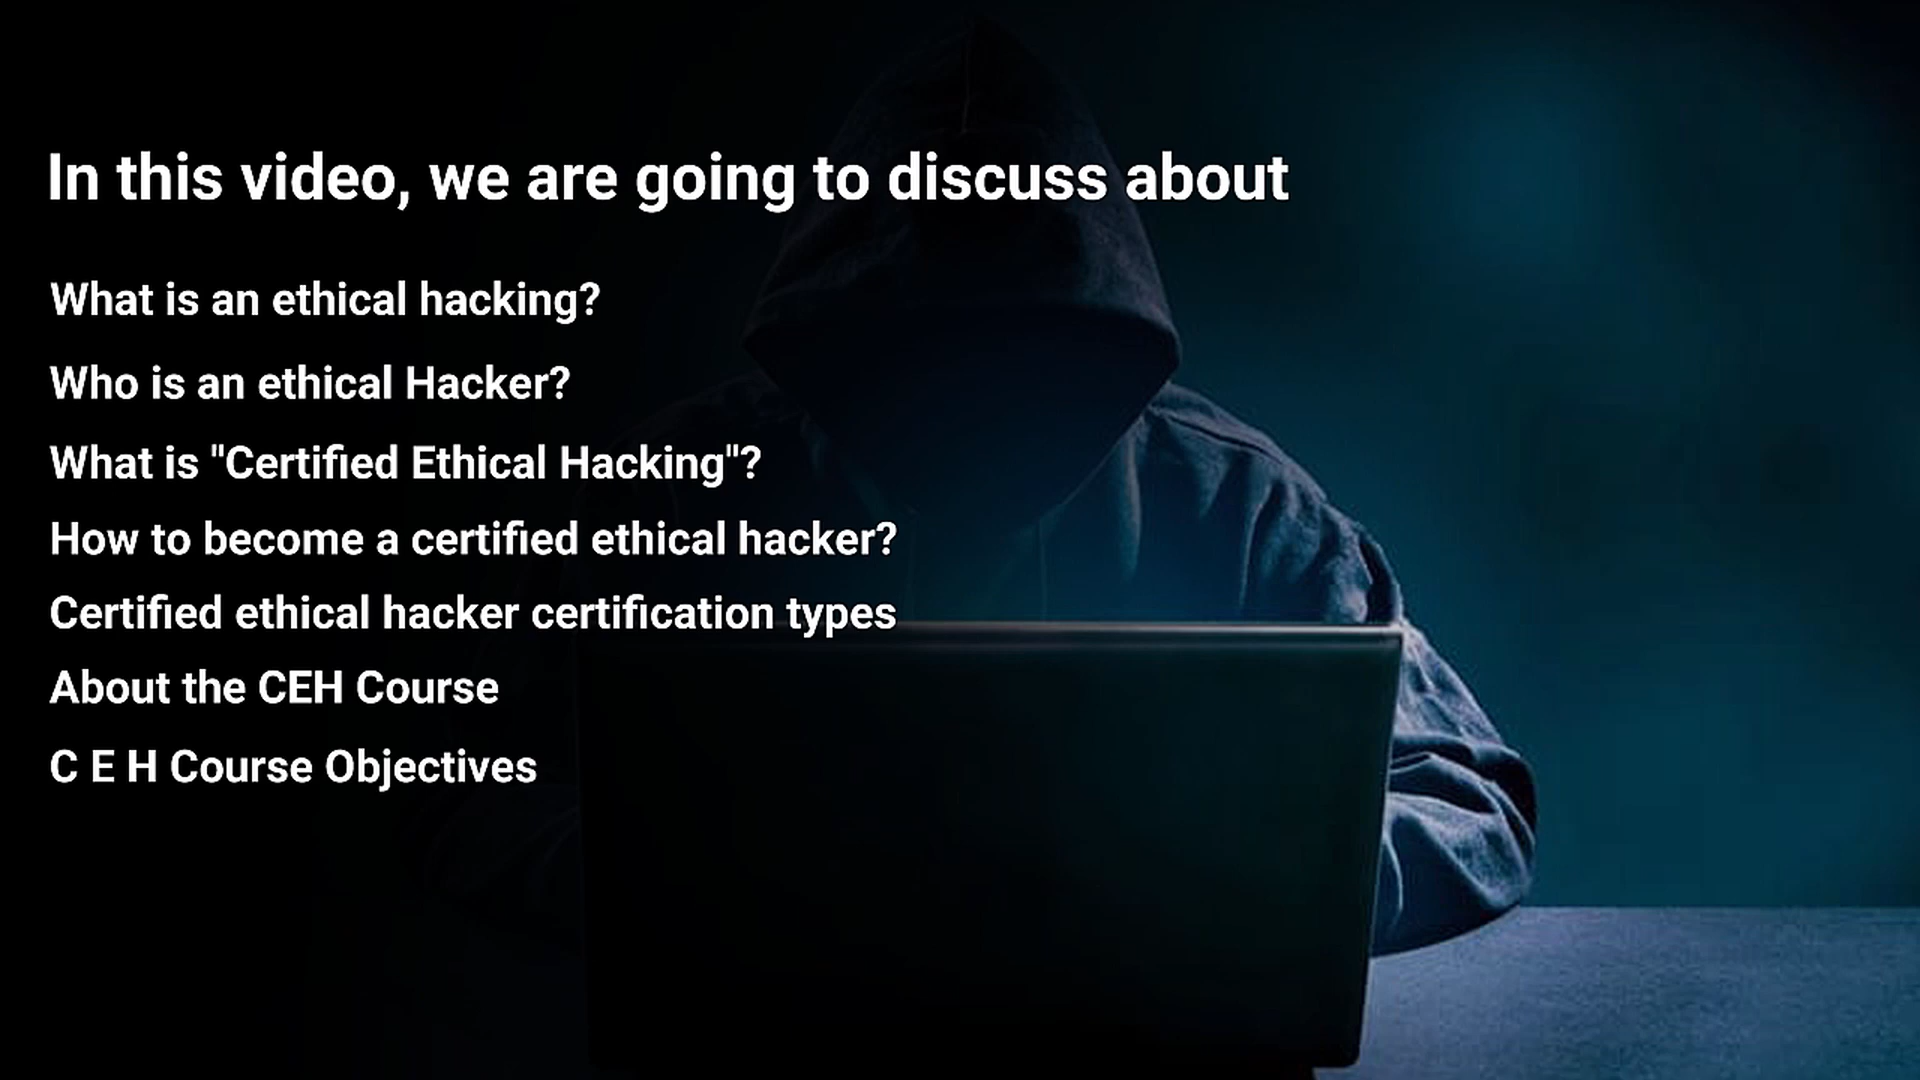 In this video, we are going to discuss about
What is an ethical hacking?
Who is an ethical Hacker?
What is "Certified Ethical Hacking"?
How to become a certified ethical hacker?
Certified ethical hacker certification types
About the CEH Course
C E H Course Objectives